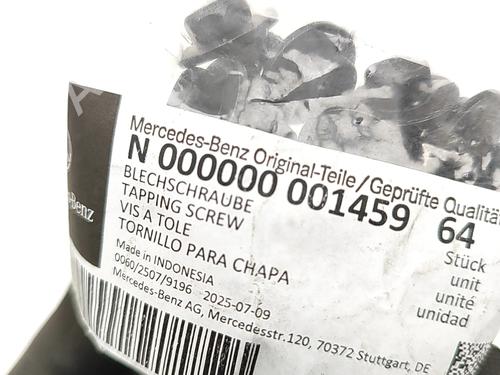 Mercedes-Benz Original-Teile/Geprüfte Qualität
N 000000 001459 64
BLECHSCHRAUBE
TAPPING SCREW
VIS A TOLE
TORNILLO PARA CHAPA
Stück
unit
unité
unidad
Made in INDONESIA
0060/2507/9196 2025-07-09
Mercedes-Benz AG, Mercedesstr.120, 70372 Stuttgart, DE
-Benz